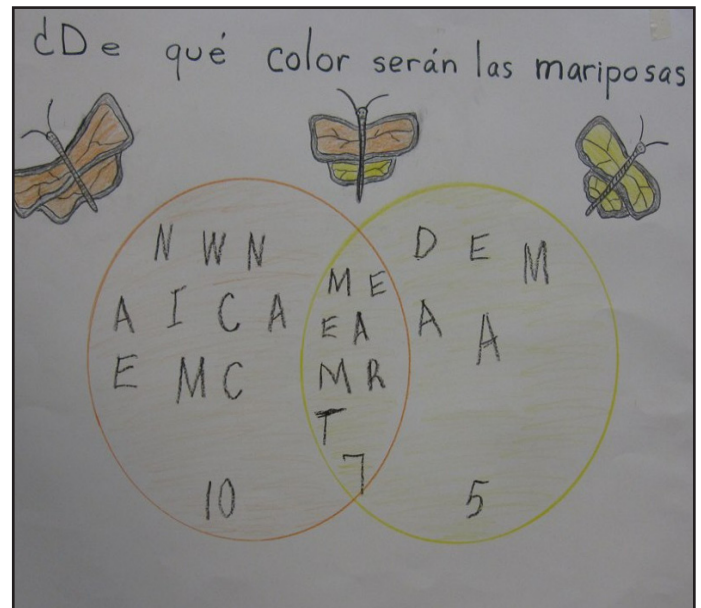 ¿De qué color serán las mariposas
N W N
A I C A
E M C
10
M E
E A
M R
T
7
D E M
A A
5